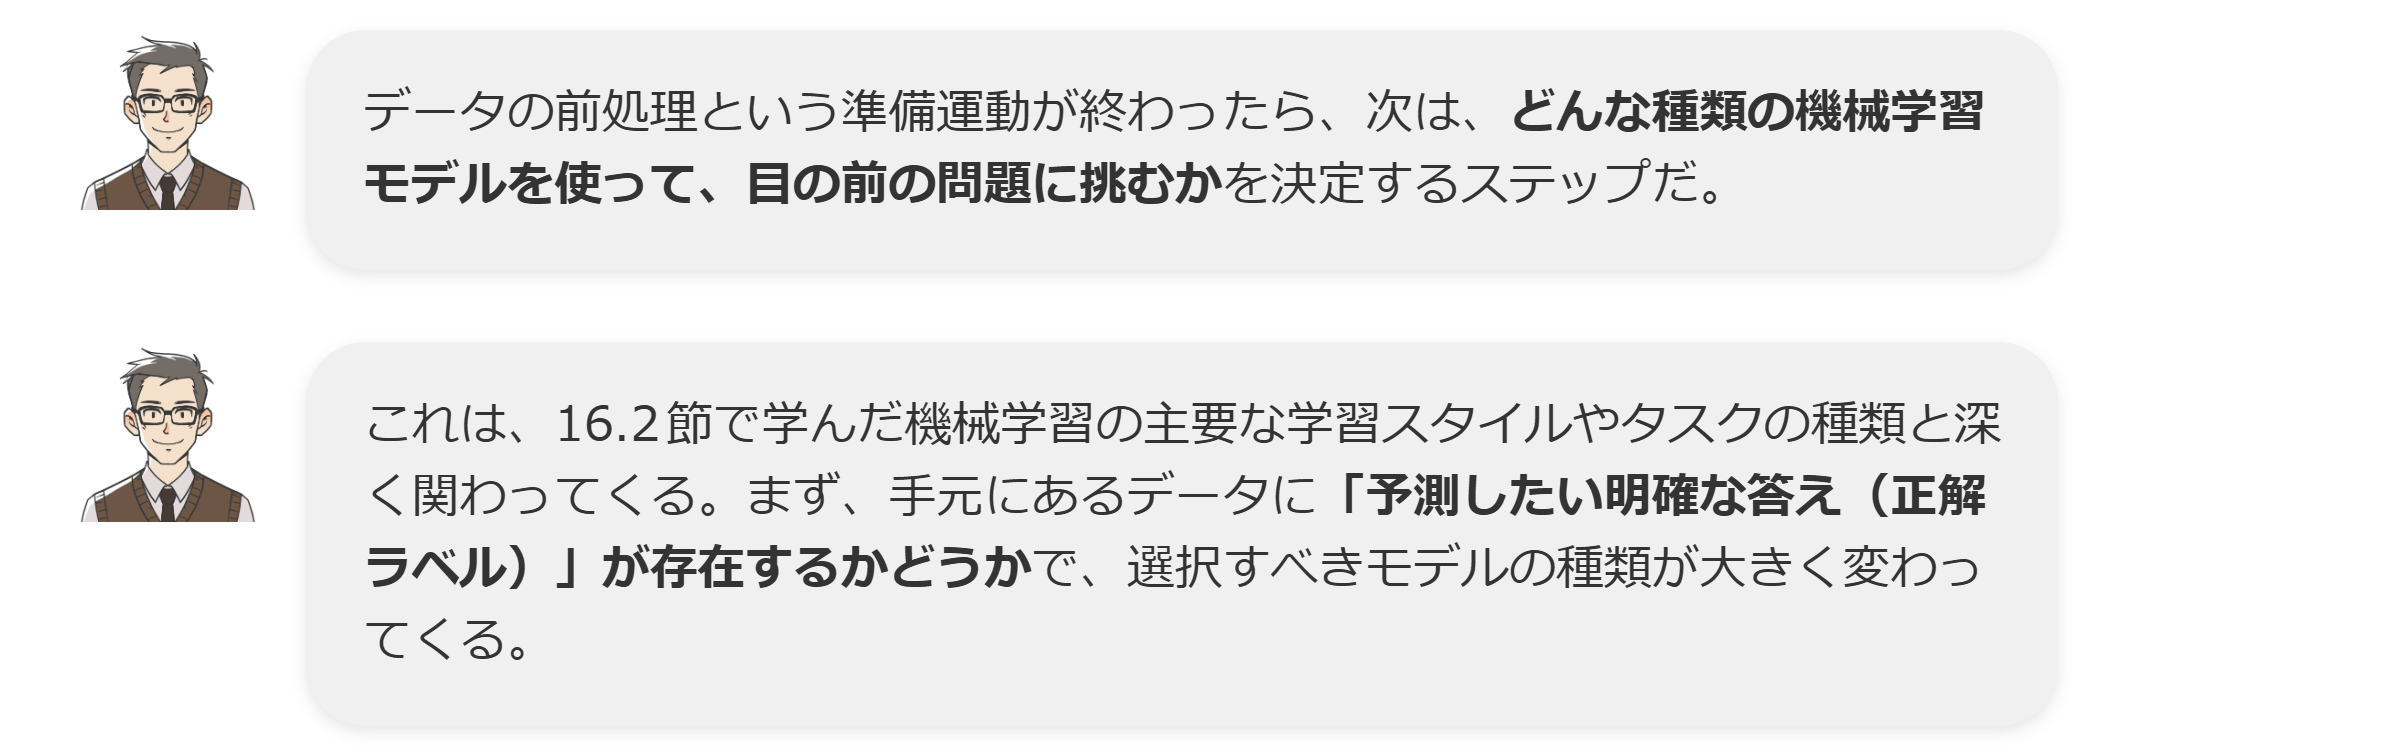 データの前処理という準備運動が終わったら、次は、どんな種類の機械学習
モデルを使って、目の前の問題に挑むかを決定するステップだ。
これは、16.2節で学んだ機械学習の主要な学習スタイルやタスクの種類と深
く関わってくる。まず、手元にあるデータに「予測したい明確な答え（正解
ラベル）」が存在するかどうかで、選択すべきモデルの種類が大きく変わっ
てくる。